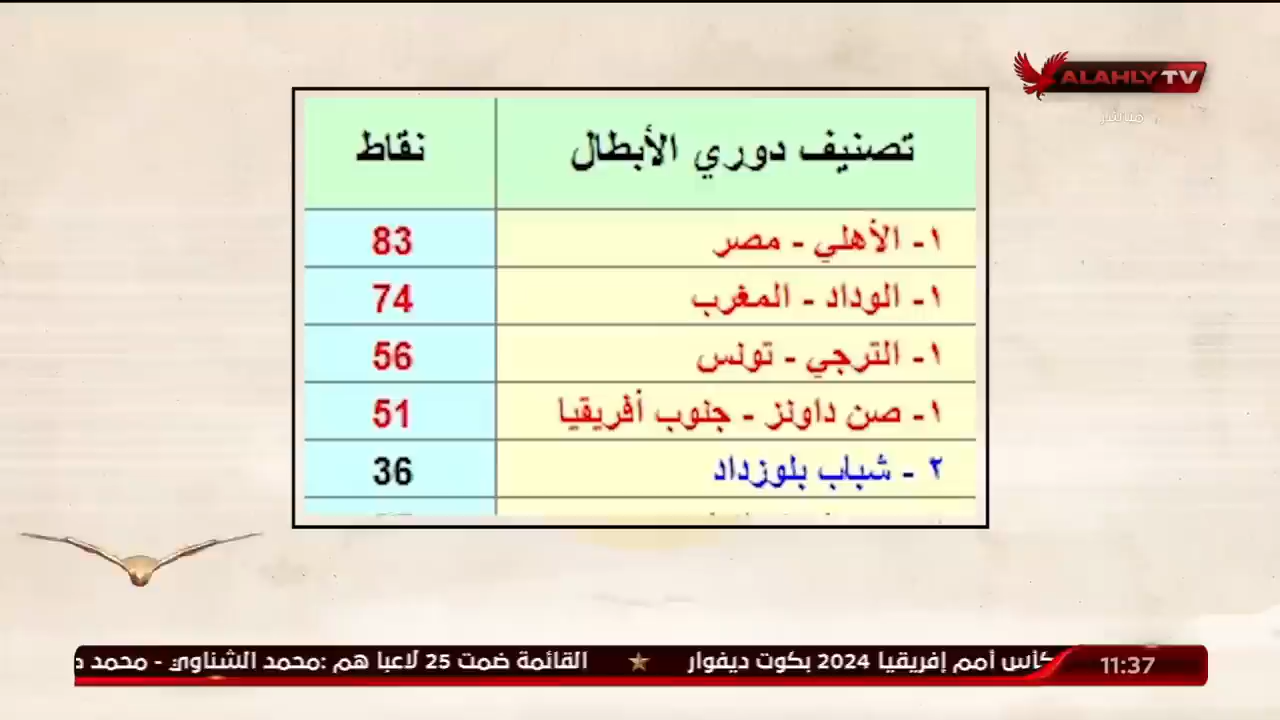 ALAHLY TV
مباشر
تصنيف دوري الأبطال نقاط
١- الأهلي - مصر 83
١- الوداد - المغرب 74
١- الترجي - تونس 56
١- صن داونز - جنوب أفريقيا 51
٢ - شباب بلوزداد 36
11:37 كأس أمم إفريقيا 2024 بكوت ديفوار ★ القائمة ضمت 25 لاعبا هم :محمد الشناوي - محمد